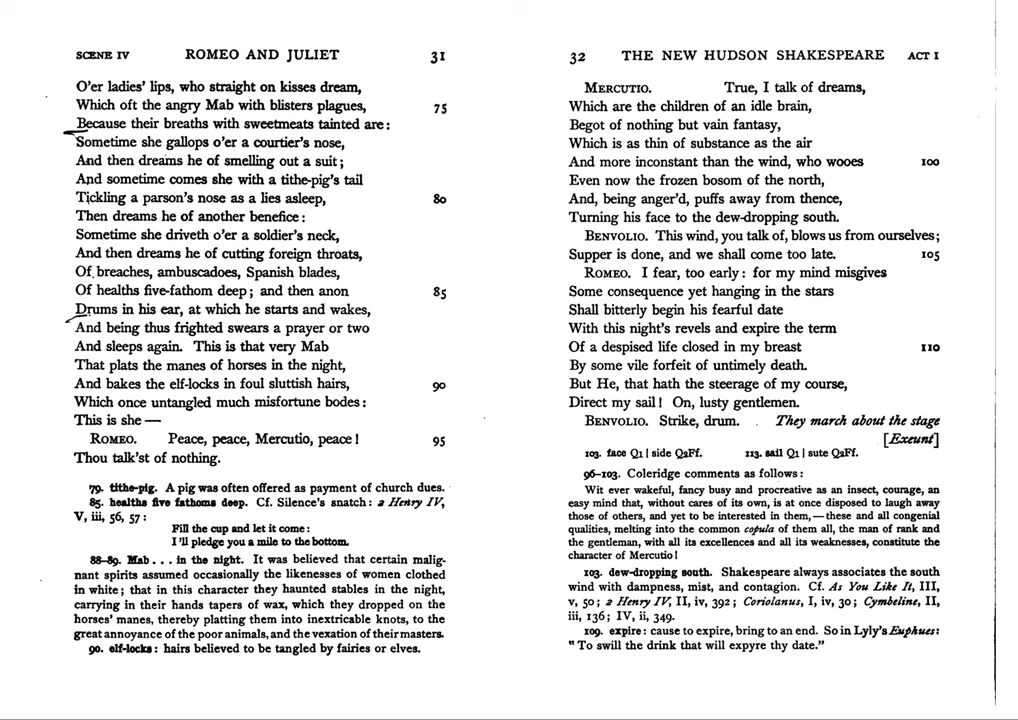 SCENE IV ROMEO AND JULIET 31
O'er ladies' lips, who straight on kisses dream,
Which oft the angry Mab with blisters plagues, 75
Because their breaths with sweetmeats tainted are:
Sometime she gallops o'er a courtier's nose,
And then dreams he of smelling out a suit;
And sometime comes she with a tithe-pig's tail
Tickling a parson's nose as a lies asleep, 80
Then dreams he of another benefice:
Sometime she driveth o'er a soldier's neck,
And then dreams he of cutting foreign throats,
Of breaches, ambuscadoes, Spanish blades,
Of healths five-fathom deep; and then anon 85
Drums in his ear, at which he starts and wakes,
And being thus frighted swears a prayer or two
And sleeps again. This is that very Mab
That plats the manes of horses in the night,
And bakes the elf-locks in foul sluttish hairs, 90
Which once untangled much misfortune bodes:
This is she —
ROMEO. Peace, peace, Mercutio, peace! 95
Thou talk'st of nothing.
79. tithe-pig. A pig was often offered as payment of church dues.
85. healths five fathoms deep. Cf. Silence's snatch: 2 Henry IV,
V, iii, 56, 57:
Fill the cup and let it come:
I'll pledge you a mile to the bottom.
88-89. Mab . . . in the night. It was believed that certain malig-
nant spirits assumed occasionally the likenesses of women clothed
in white; that in this character they haunted stables in the night,
carrying in their hands tapers of wax, which they dropped on the
horses' manes, thereby platting them into inextricable knots, to the
great annoyance of the poor animals, and the vexation of their masters.
90. elf-locks: hairs believed to be tangled by fairies or elves.
32 THE NEW HUDSON SHAKESPEARE ACT I
MERCUTIO. True, I talk of dreams,
Which are the children of an idle brain,
Begot of nothing but vain fantasy,
Which is as thin of substance as the air
And more inconstant than the wind, who wooes 100
Even now the frozen bosom of the north,
And, being anger'd, puffs away from thence,
Turning his face to the dew-dropping south.
BENVOLIO. This wind, you talk of, blows us from ourselves;
Supper is done, and we shall come too late. 105
ROMEO. I fear, too early: for my mind misgives
Some consequence yet hanging in the stars
Shall bitterly begin his fearful date
With this night's revels and expire the term
Of a despised life closed in my breast 110
By some vile forfeit of untimely death.
But He, that hath the steerage of my course,
Direct my sail! On, lusty gentlemen.
BENVOLIO. Strike, drum. They march about the stage
[Exeunt]
103. face Q1 | side Q2Ff. 113. sail Q1 | sute Q2Ff.
96-103. Coleridge comments as follows:
Wit ever wakeful, fancy busy and procreative as an insect, courage, an
easy mind that, without cares of its own, is at once disposed to laugh away
those of others, and yet to be interested in them, — these and all congenial
qualities, melting into the common copula of them all, the man of rank and
the gentleman, with all its excellences and all its weaknesses, constitute the
character of Mercutio!
103. dew-dropping south. Shakespeare always associates the south
wind with dampness, mist, and contagion. Cf. As You Like It, III,
v, 50; 2 Henry IV, II, iv, 392; Coriolanus, I, iv, 30; Cymbeline, II,
iii, 136; IV, ii, 349.
109. expire: cause to expire, bring to an end. So in Lyly's Euphues:
"To swill the drink that will expyre thy date."